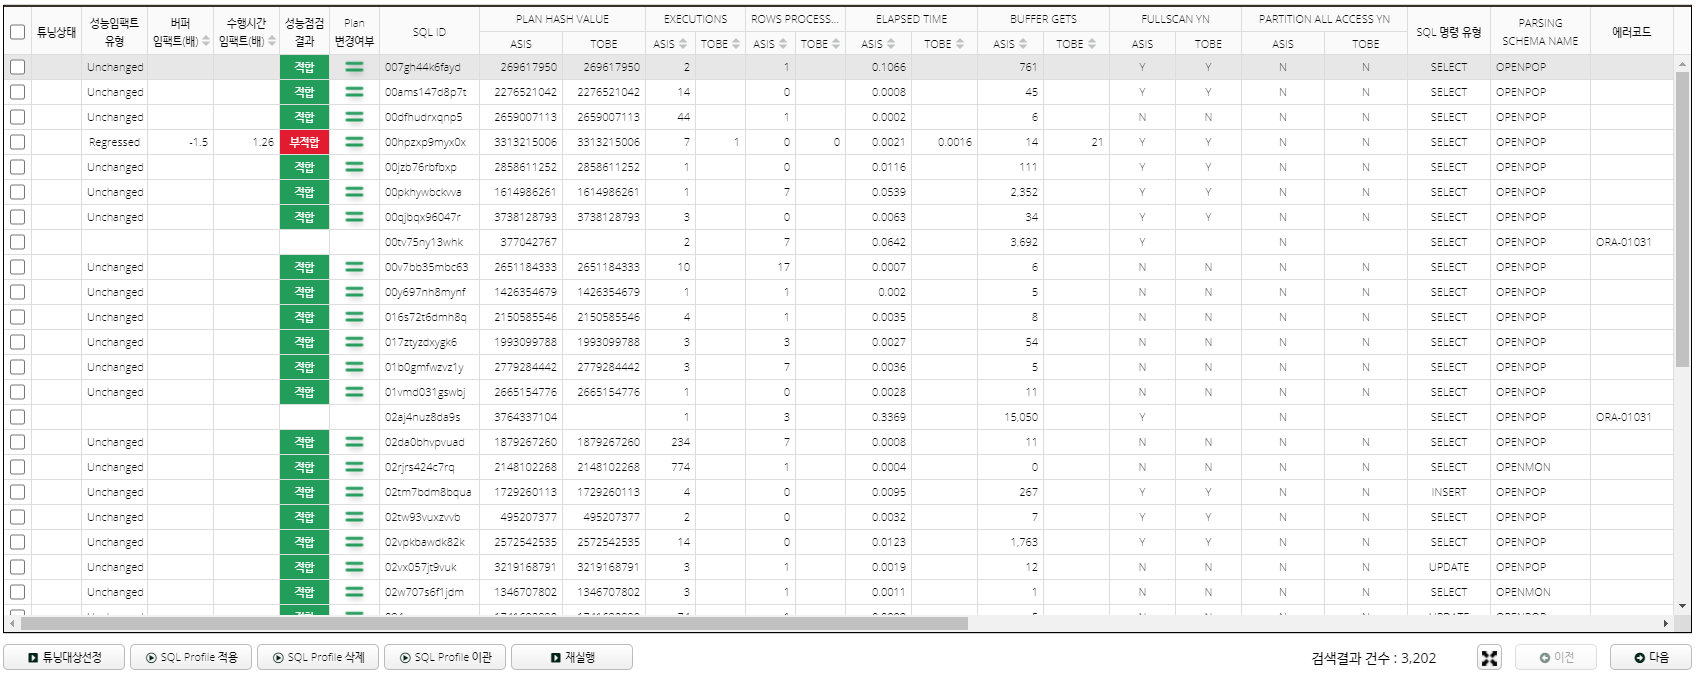 튜닝상태 성능임팩트 유형 버퍼 임팩트(배) 수행시간 임팩트(배) 성능점검 결과 Plan 변경여부 SQL ID PLAN HASH VALUE EXECUTIONS ROWS PROCESS... ELAPSED TIME BUFFER GETS FULLSCAN YN PARTITION ALL ACCESS YN SQL 명령 유형 PARSING SCHEMA NAME 에러코드
ASIS TOBE ASIS TOBE ASIS TOBE ASIS TOBE ASIS TOBE ASIS TOBE ASIS TOBE
Unchanged 적합 007gh44k6fayd 269617950 269617950 2 1 0.1066 761 Y Y N N SELECT OPENPOP
Unchanged 적합 00ams147d8p7t 2276521042 2276521042 14 0 0.0008 45 Y Y N N SELECT OPENPOP
Unchanged 적합 00dfhudrxqnp5 2659007113 2659007113 44 1 0.0002 6 N N N N SELECT OPENPOP
Regressed -1.5 1.26 부적합 00hpzxp9myx0x 3313215006 3313215006 7 1 0 0 0.0021 0.0016 14 21 Y Y N N SELECT OPENPOP
Unchanged 적합 00jzb76rbfbxp 2858611252 2858611252 1 0 0.0116 111 Y Y N N SELECT OPENPOP
Unchanged 적합 00pkhywbckvva 1614986261 1614986261 1 7 0.0539 2,352 Y Y N N SELECT OPENPOP
Unchanged 적합 00qjbqx96047r 3738128793 3738128793 3 0 0.0063 34 Y Y N N SELECT OPENPOP
00tv75ny13whk 377042767 2 7 0.0642 3,692 Y N SELECT OPENPOP ORA-01031
Unchanged 적합 00v7bb35mbc63 2651184333 2651184333 10 17 0.0007 6 N N N N SELECT OPENPOP
Unchanged 적합 00y697nh8mynf 1426354679 1426354679 1 1 0.002 5 N N N N SELECT OPENPOP
Unchanged 적합 016s72t6dmh8q 2150585546 2150585546 4 1 0.0035 8 N N N N SELECT OPENPOP
Unchanged 적합 017ztyzdxygk6 1993099788 1993099788 3 3 0.0027 54 N N N N SELECT OPENPOP
Unchanged 적합 01b0gmfwzvz1y 2779284442 2779284442 3 7 0.0036 5 N N N N SELECT OPENPOP
Unchanged 적합 01vmd031gswbj 2665154776 2665154776 1 0 0.0028 11 N N N N SELECT OPENPOP
02aj4nuz8da9s 3764337104 1 3 0.3369 15,050 Y N SELECT OPENPOP ORA-01031
Unchanged 적합 02da0bhvpvuad 1879267260 1879267260 234 7 0.0008 11 N N N N SELECT OPENPOP
Unchanged 적합 02rjrs424c7rq 2148102268 2148102268 774 1 0.0004 0 N N N N SELECT OPENMON
Unchanged 적합 02tm7bdm8bqua 1729260113 1729260113 4 0 0.0095 267 Y Y N N INSERT OPENPOP
Unchanged 적합 02tw93vuxzvvb 495207377 495207377 2 0 0.0032 7 Y Y N N SELECT OPENPOP
Unchanged 적합 02vpkbawdk82k 2572542535 2572542535 14 0 0.0123 1,763 Y Y N N SELECT OPENPOP
Unchanged 적합 02vx057jt9vuk 3219168791 3219168791 3 1 0.0019 12 N N N N UPDATE OPENPOP
Unchanged 적합 02w707s6f1jdm 1346707802 1346707802 3 1 0.0011 1 N N N N SELECT OPENMON
튜닝대상선정 SQL Profile 적용 SQL Profile 삭제 SQL Profile 이관 재실행 검색결과 건수 : 3,202 이전 다음